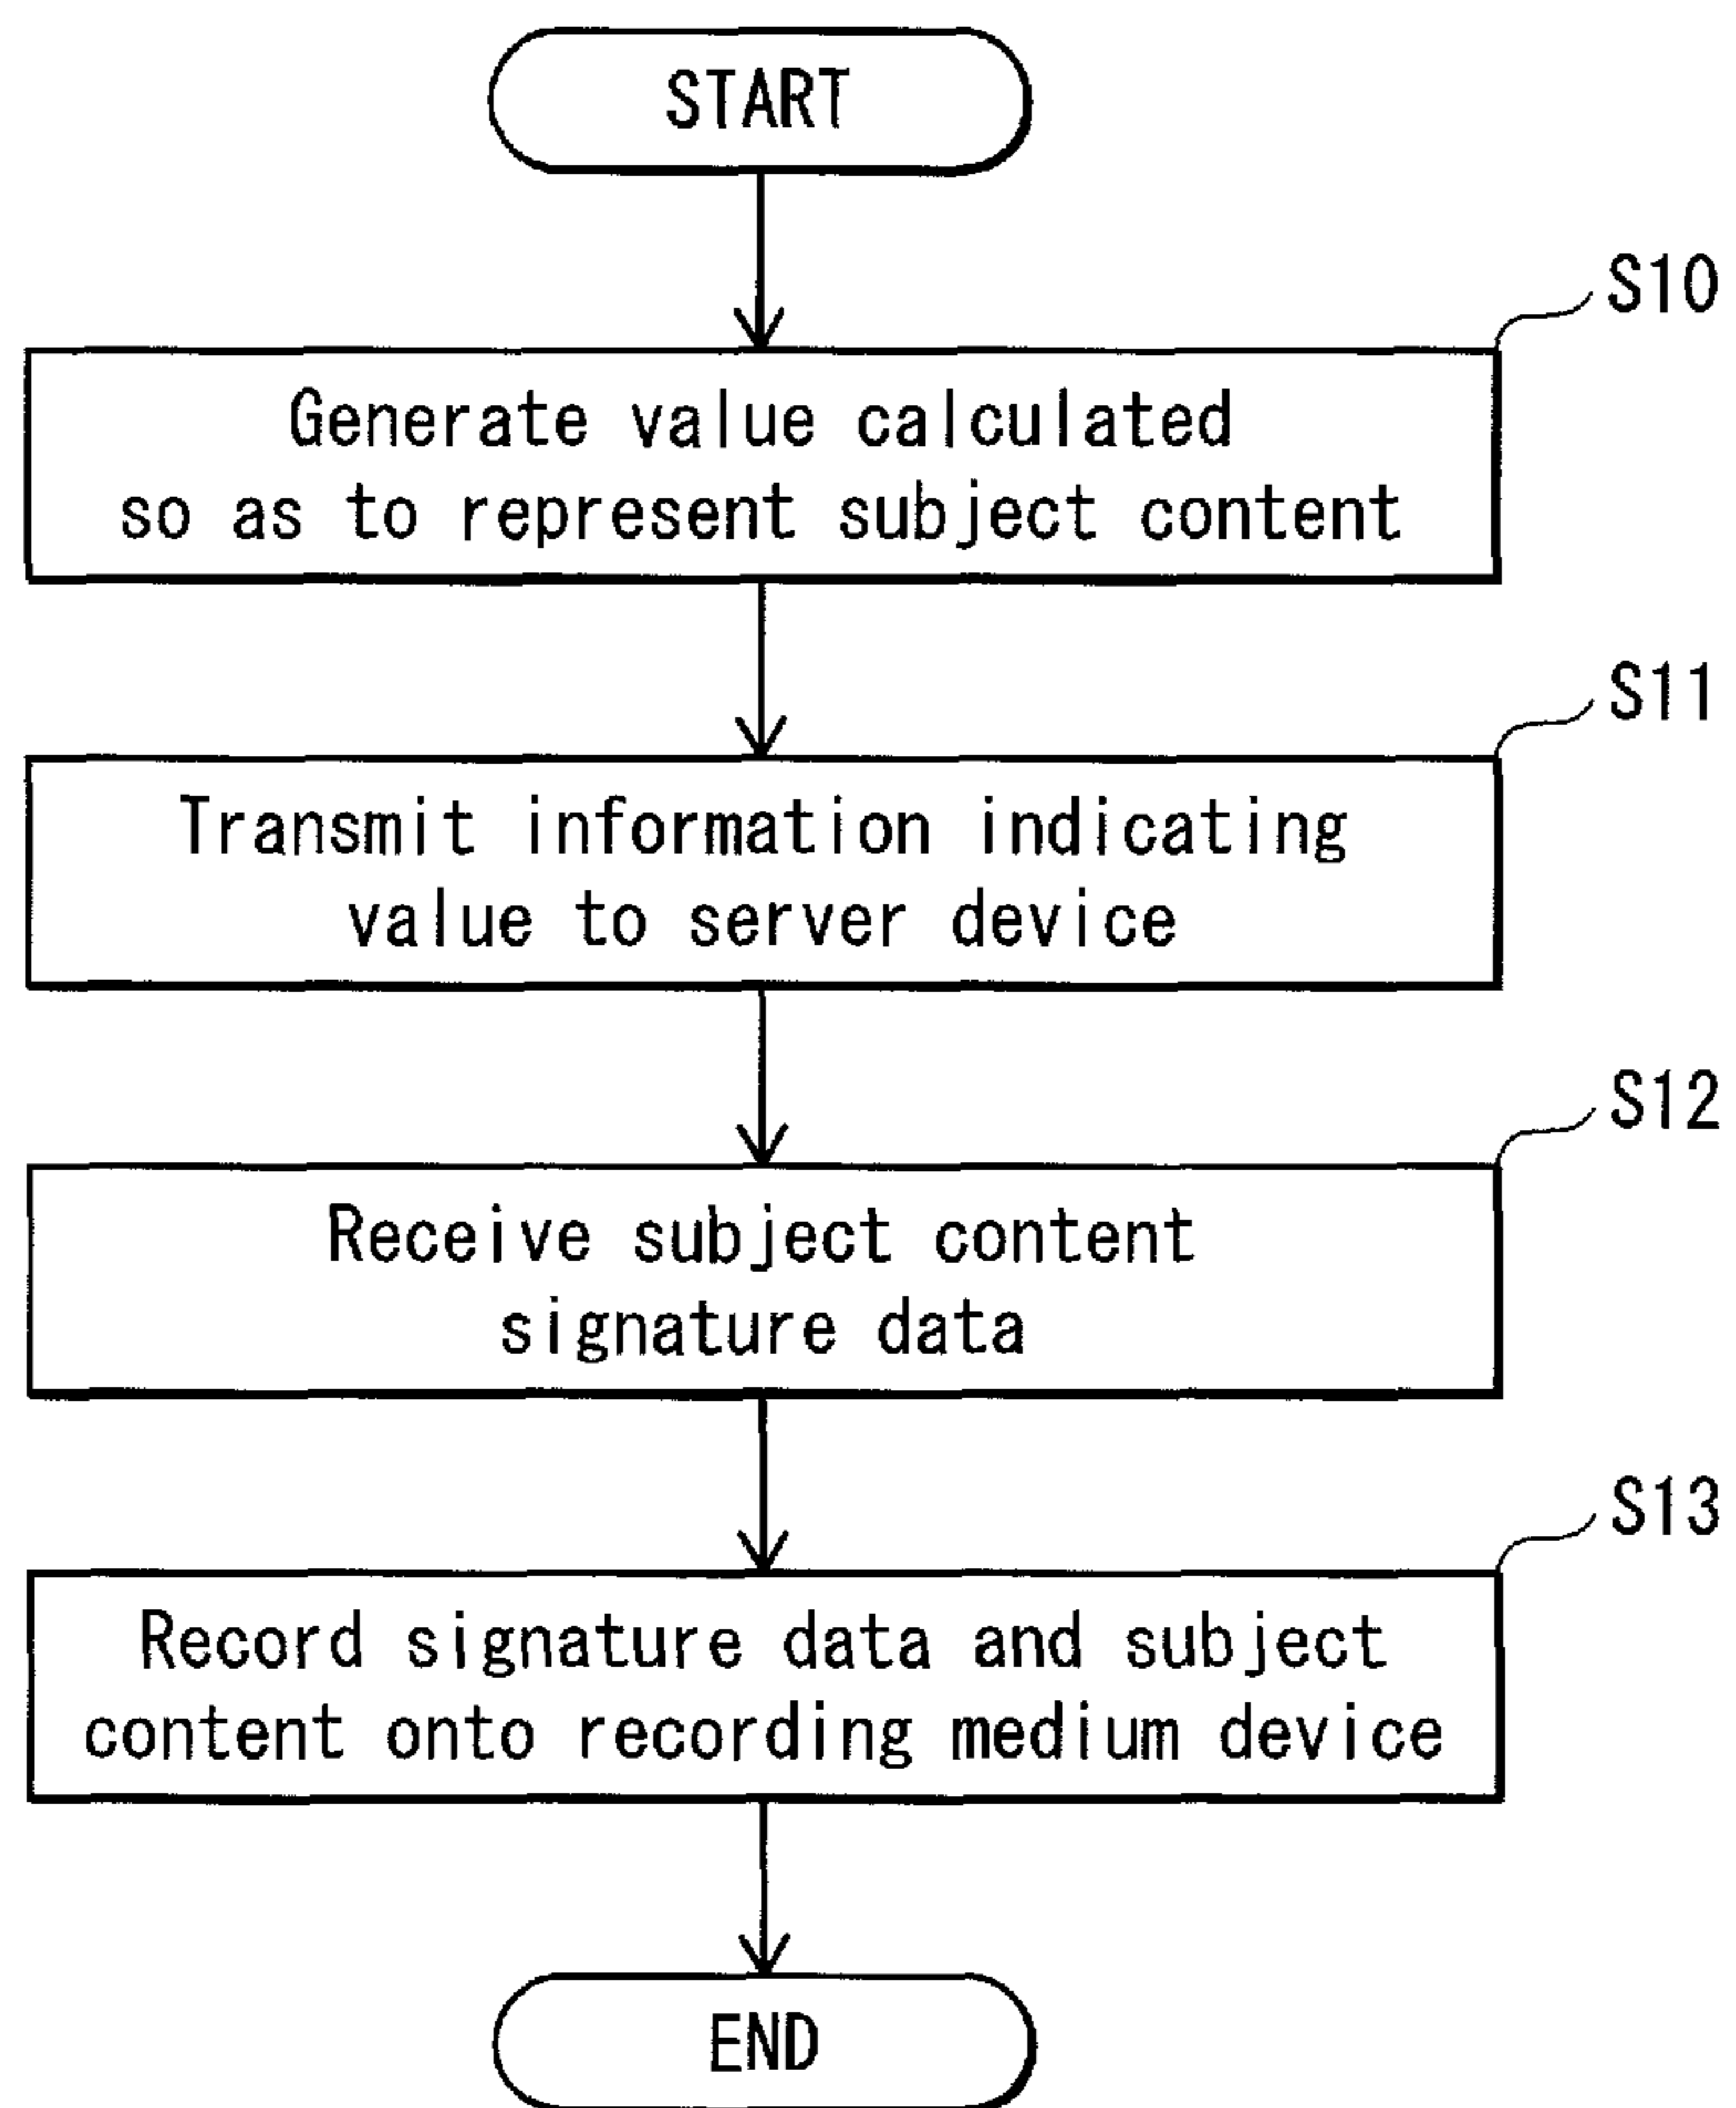 START
S10
Generate value calculated
so as to represent subject content
S11
Transmit information indicating
value to server device
S12
Receive subject content
signature data
S13
Record signature data and subject
content onto recording medium device
END